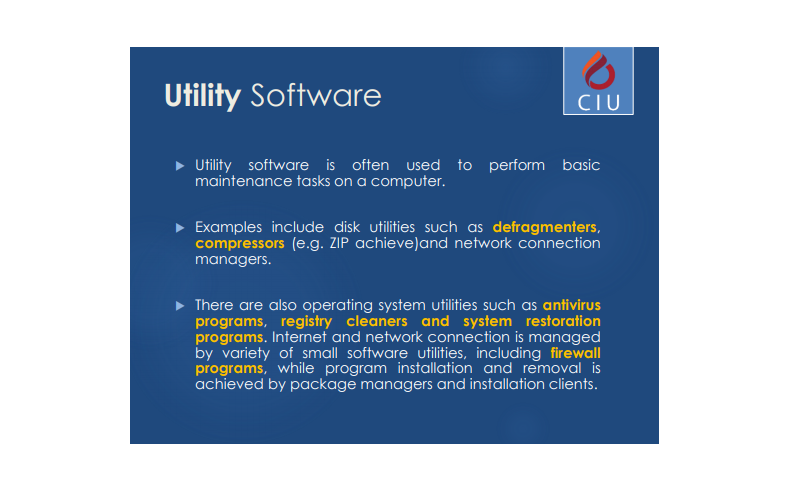 Utility Software
CIU
Utility software is often used to perform basic
maintenance tasks on a computer.
Examples include disk utilities such as defragmenters,
compressors (e.g. ZIP achieve)and network connection
managers.
There are also operating system utilities such as antivirus
programs, registry cleaners and system restoration
programs. Internet and network connection is managed
by variety of small software utilities, including firewall
programs, while program installation and removal is
achieved by package managers and installation clients.